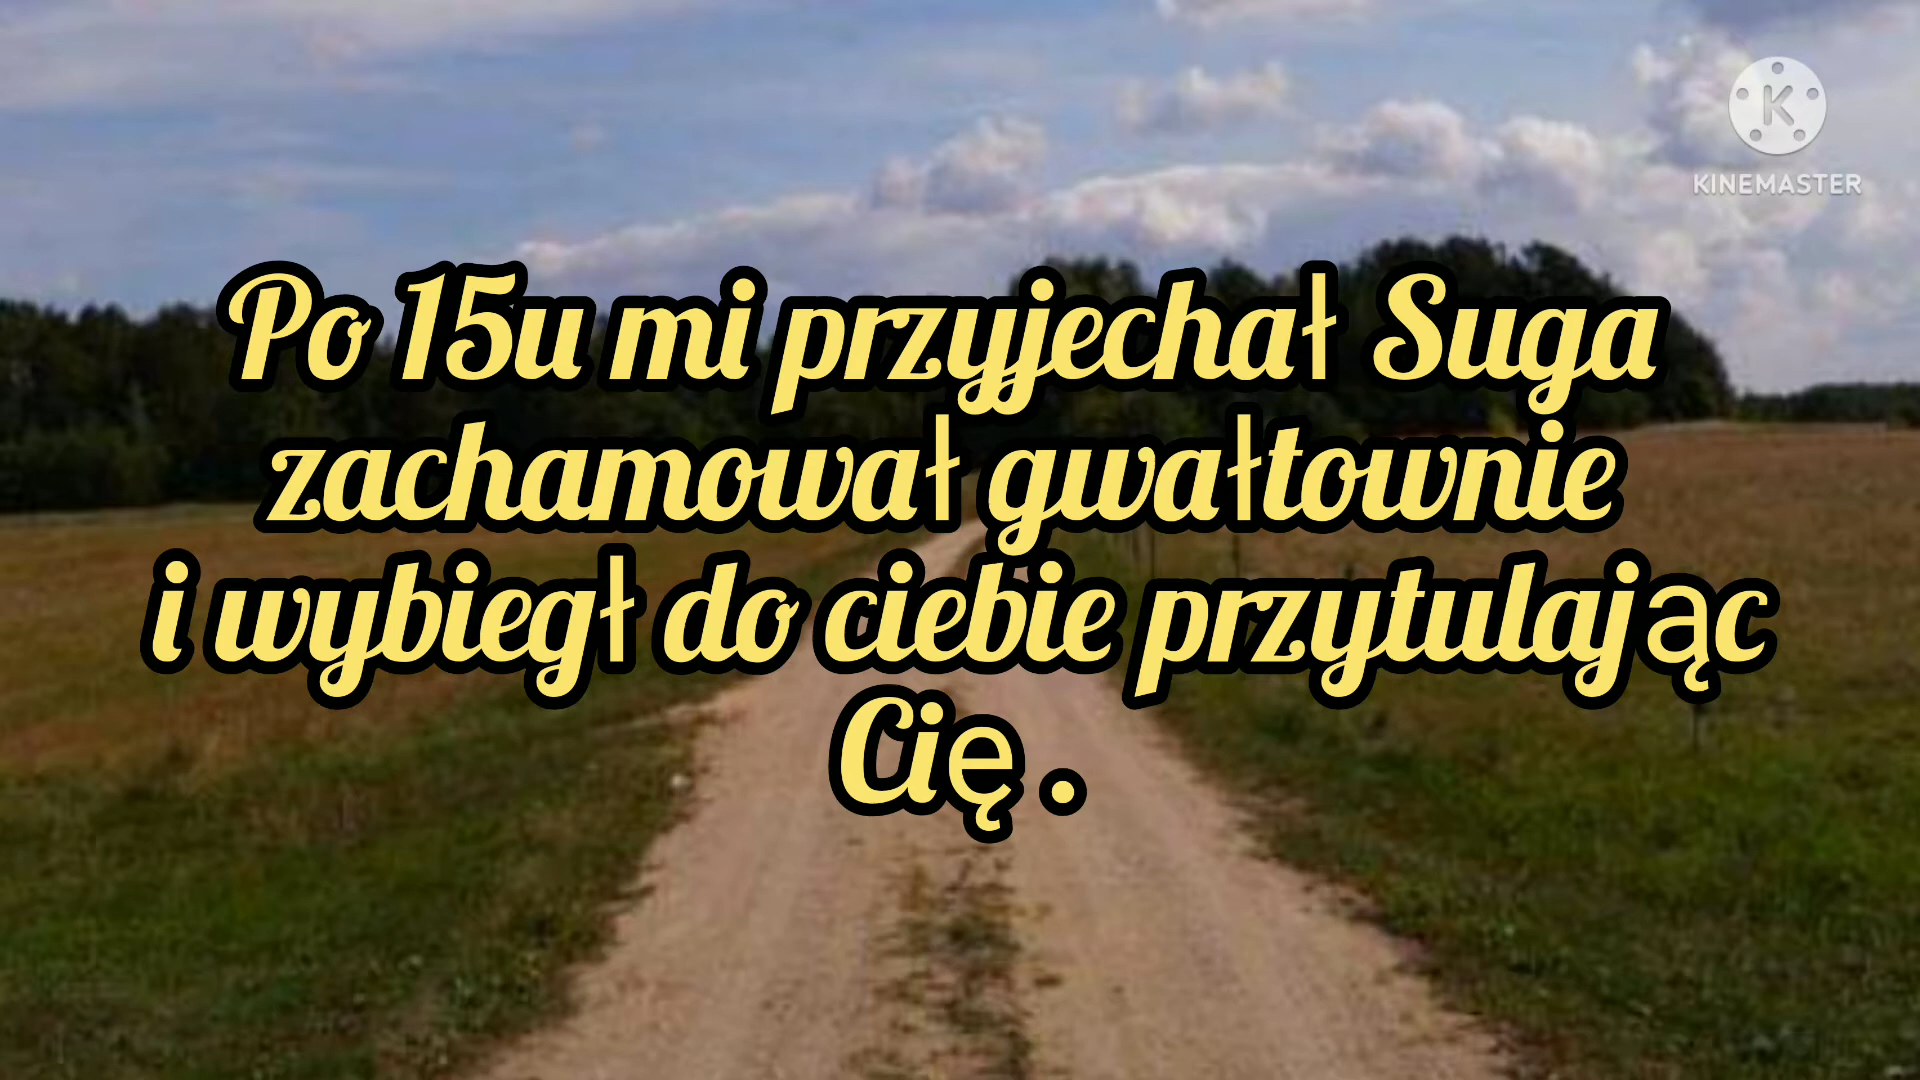 KINEMASTER
Po 15u mi przyjechał Suga
zachamował gwałtownie
i wybiegł do ciebie przytulając
Cię .